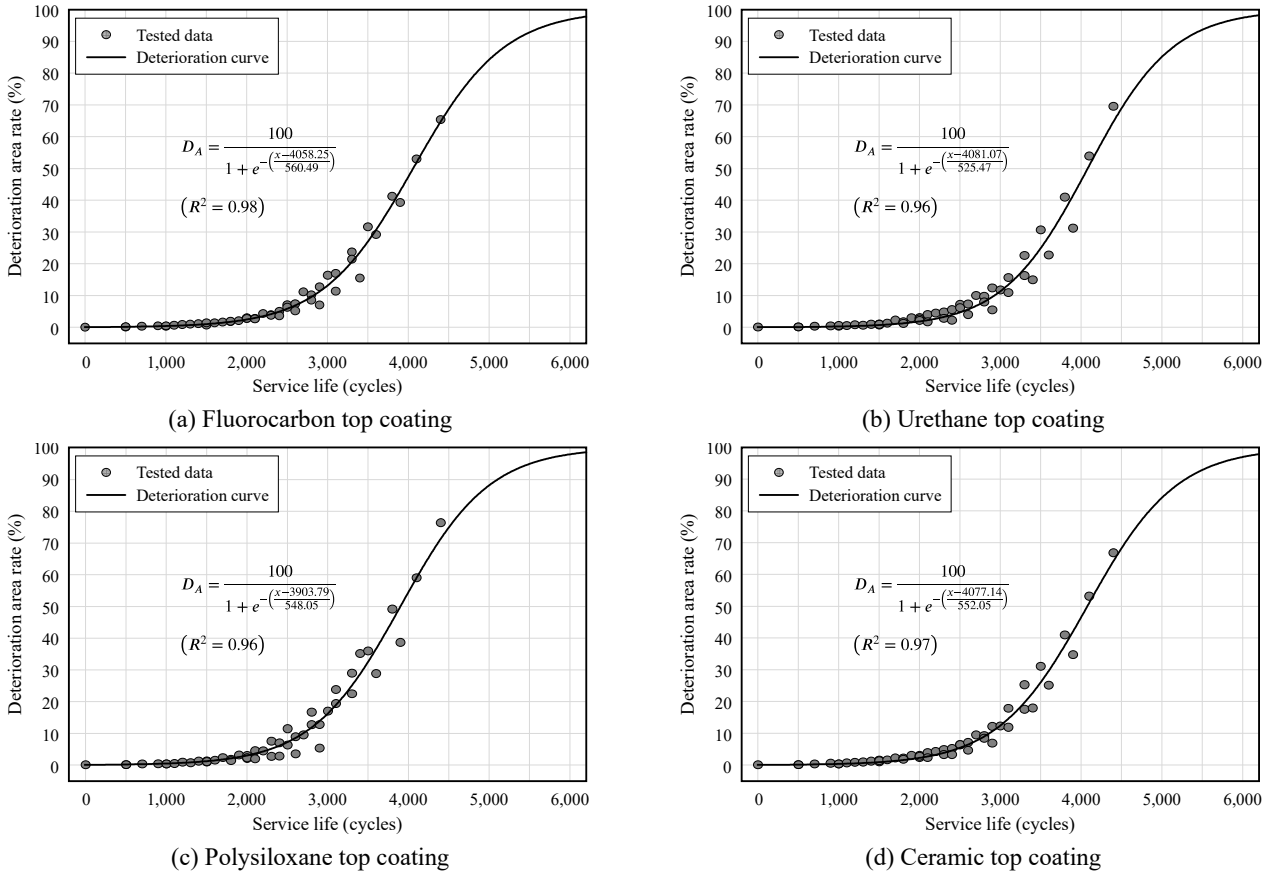 100
90
80
70
60
50
40
30
20
10
0
Deterioration area rate (%)
Tested data
Deterioration curve
D_A = 100 / (1 + e^{-((x−4058.25)/560.49)})
(R² = 0.98)
0 1,000 2,000 3,000 4,000 5,000 6,000
Service life (cycles)
(a) Fluorocarbon top coating
100
90
80
70
60
50
40
30
20
10
0
Deterioration area rate (%)
Tested data
Deterioration curve
D_A = 100 / (1 + e^{-((x−4081.07)/525.47)})
(R² = 0.96)
0 1,000 2,000 3,000 4,000 5,000 6,000
Service life (cycles)
(b) Urethane top coating
100
90
80
70
60
50
40
30
20
10
0
Deterioration area rate (%)
Tested data
Deterioration curve
D_A = 100 / (1 + e^{-((x−3903.79)/548.05)})
(R² = 0.96)
0 1,000 2,000 3,000 4,000 5,000 6,000
Service life (cycles)
(c) Polysiloxane top coating
100
90
80
70
60
50
40
30
20
10
0
Deterioration area rate (%)
Tested data
Deterioration curve
D_A = 100 / (1 + e^{-((x−4077.14)/552.05)})
(R² = 0.97)
0 1,000 2,000 3,000 4,000 5,000 6,000
Service life (cycles)
(d) Ceramic top coating